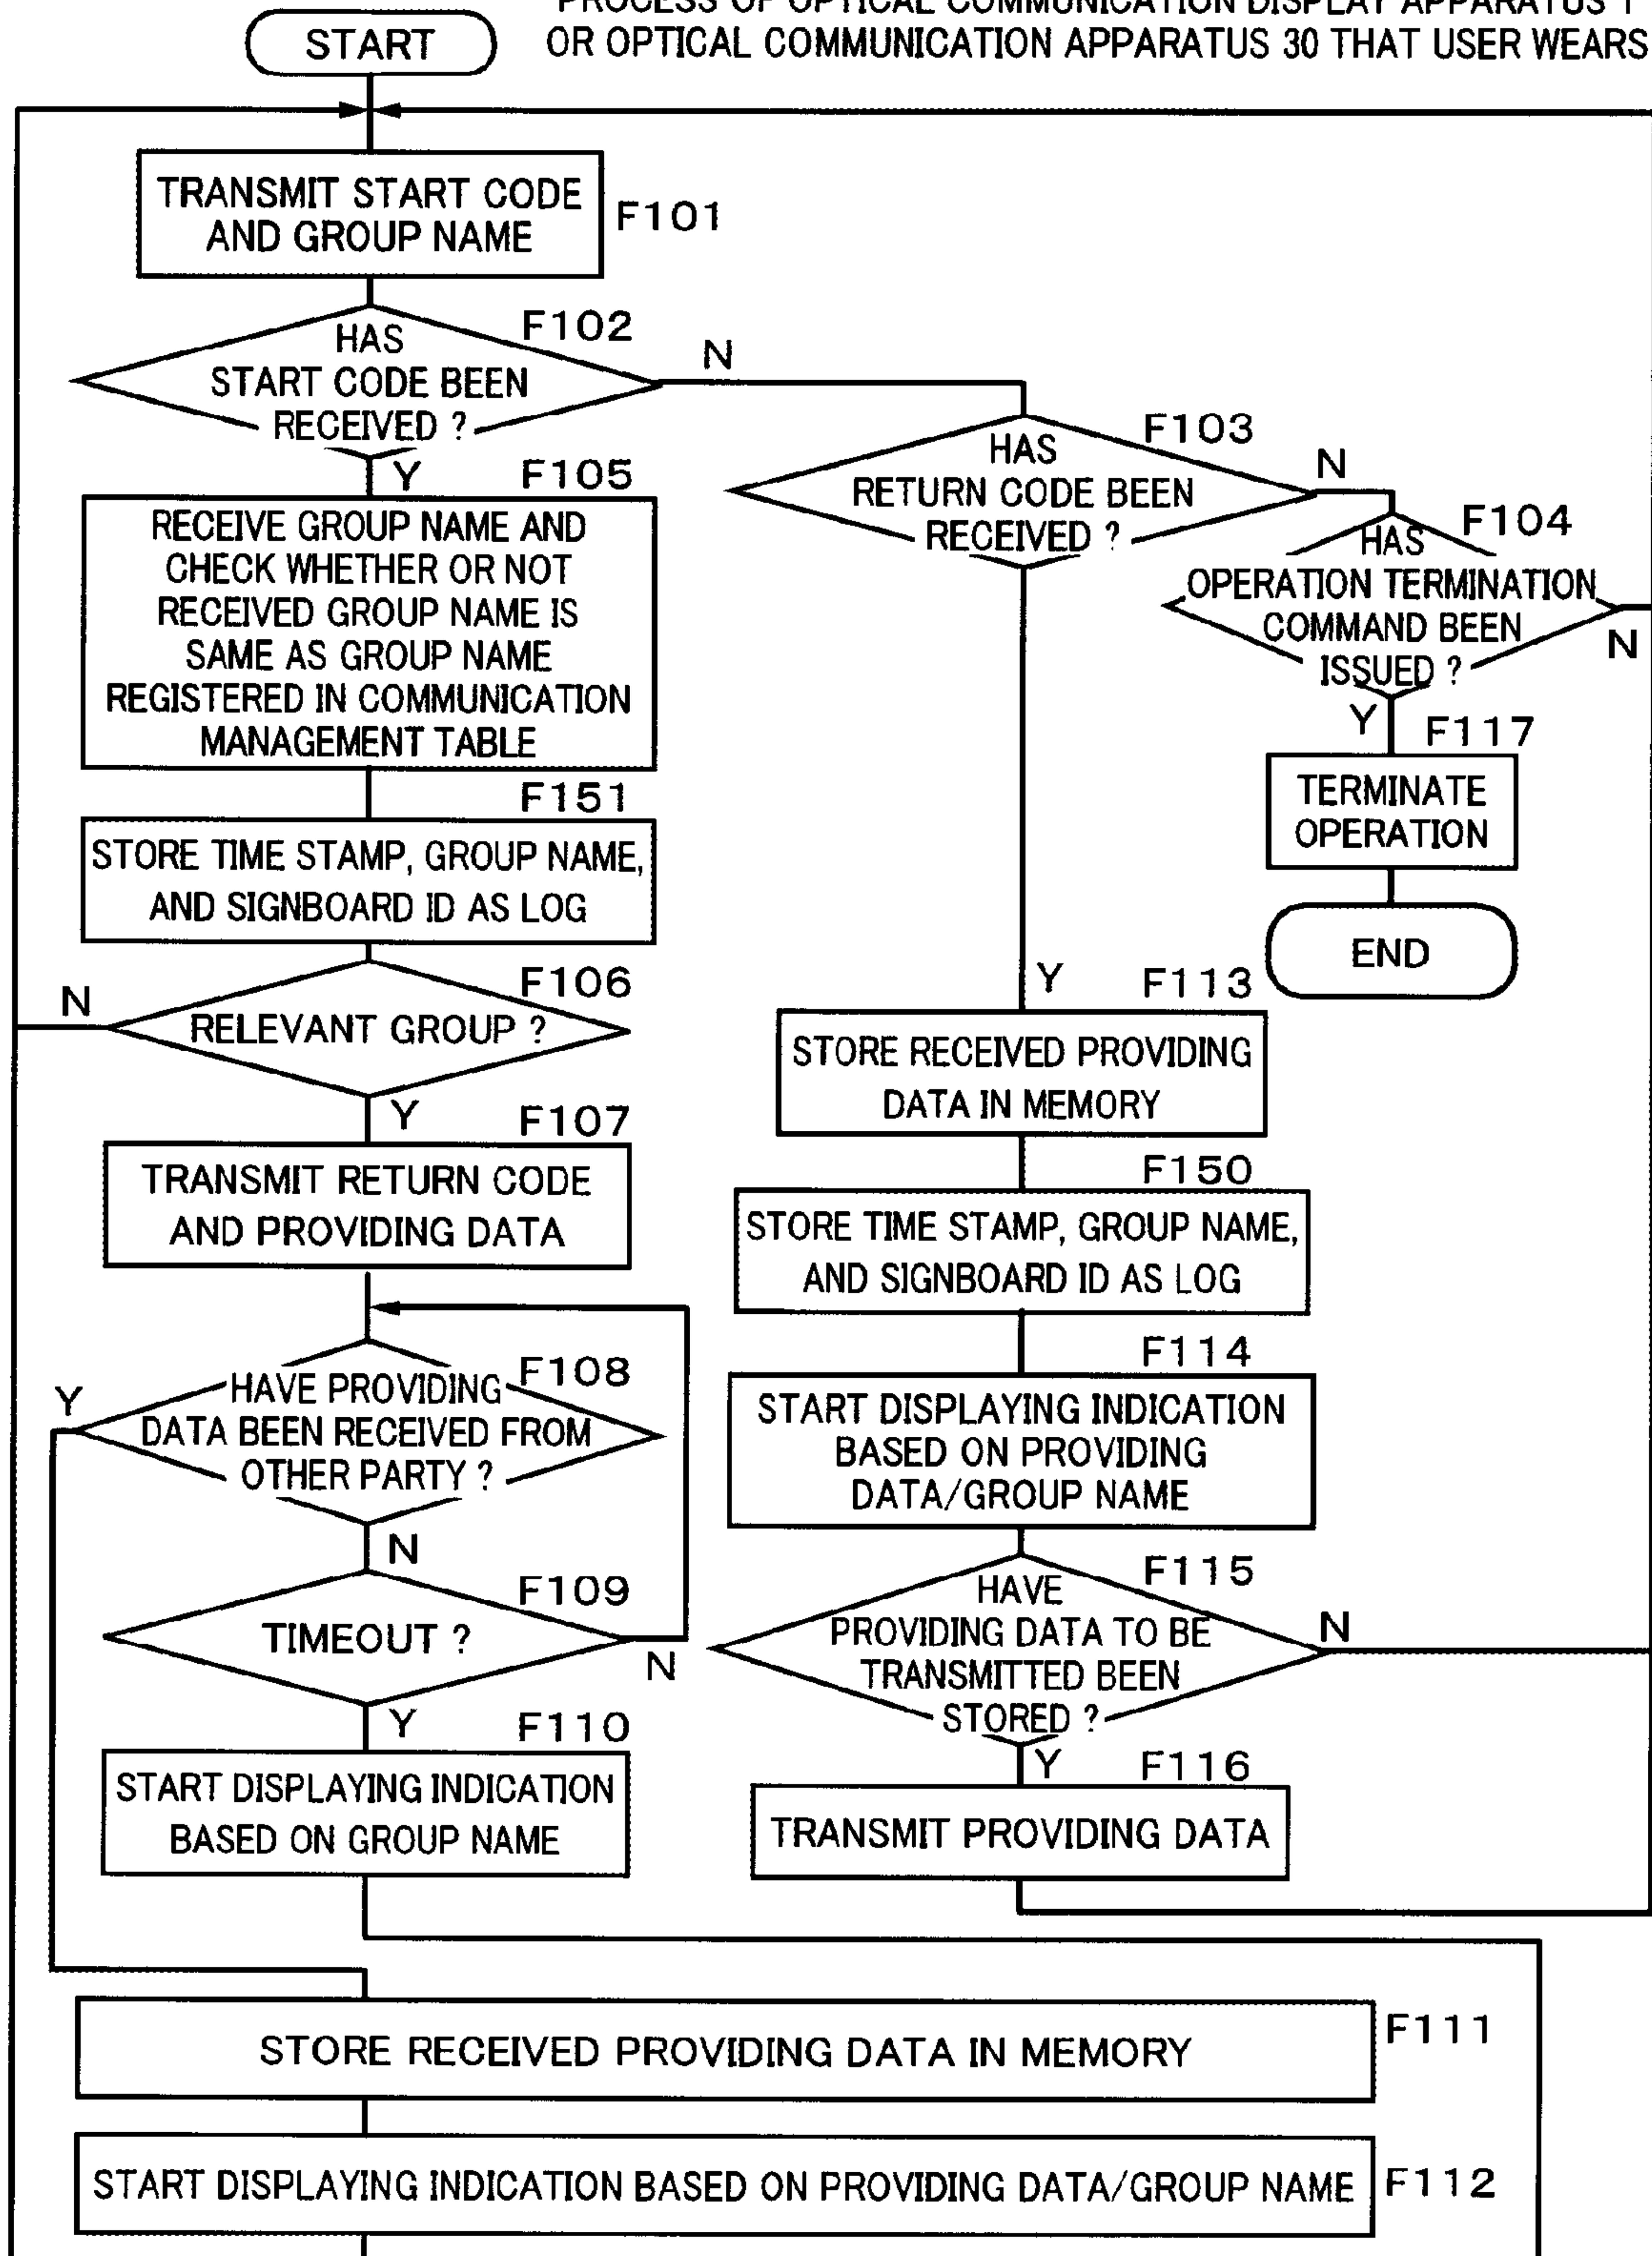 PROCESS OF OPTICAL COMMUNICATION DISPLAY APPARATUS 1
OR OPTICAL COMMUNICATION APPARATUS 30 THAT USER WEARS
START
TRANSMIT START CODE
AND GROUP NAME
F101
HAS
START CODE BEEN
RECEIVED ?
F102
N
Y
HAS
RETURN CODE BEEN
RECEIVED ?
F103
N
HAS
OPERATION TERMINATION
COMMAND BEEN
ISSUED ?
F104
N
Y
F117
TERMINATE
OPERATION
END
F105
RECEIVE GROUP NAME AND
CHECK WHETHER OR NOT
RECEIVED GROUP NAME IS
SAME AS GROUP NAME
REGISTERED IN COMMUNICATION
MANAGEMENT TABLE
F151
STORE TIME STAMP, GROUP NAME,
AND SIGNBOARD ID AS LOG
F106
N
RELEVANT GROUP ?
Y
F107
TRANSMIT RETURN CODE
AND PROVIDING DATA
F108
Y
HAVE PROVIDING
DATA BEEN RECEIVED FROM
OTHER PARTY ?
N
F109
TIMEOUT ?
N
Y
F110
START DISPLAYING INDICATION
BASED ON GROUP NAME
Y
F113
STORE RECEIVED PROVIDING
DATA IN MEMORY
F150
STORE TIME STAMP, GROUP NAME,
AND SIGNBOARD ID AS LOG
F114
START DISPLAYING INDICATION
BASED ON PROVIDING
DATA/GROUP NAME
F115
HAVE
PROVIDING DATA TO BE
TRANSMITTED BEEN
STORED ?
N
Y
F116
TRANSMIT PROVIDING DATA
STORE RECEIVED PROVIDING DATA IN MEMORY
F111
START DISPLAYING INDICATION BASED ON PROVIDING DATA/GROUP NAME
F112